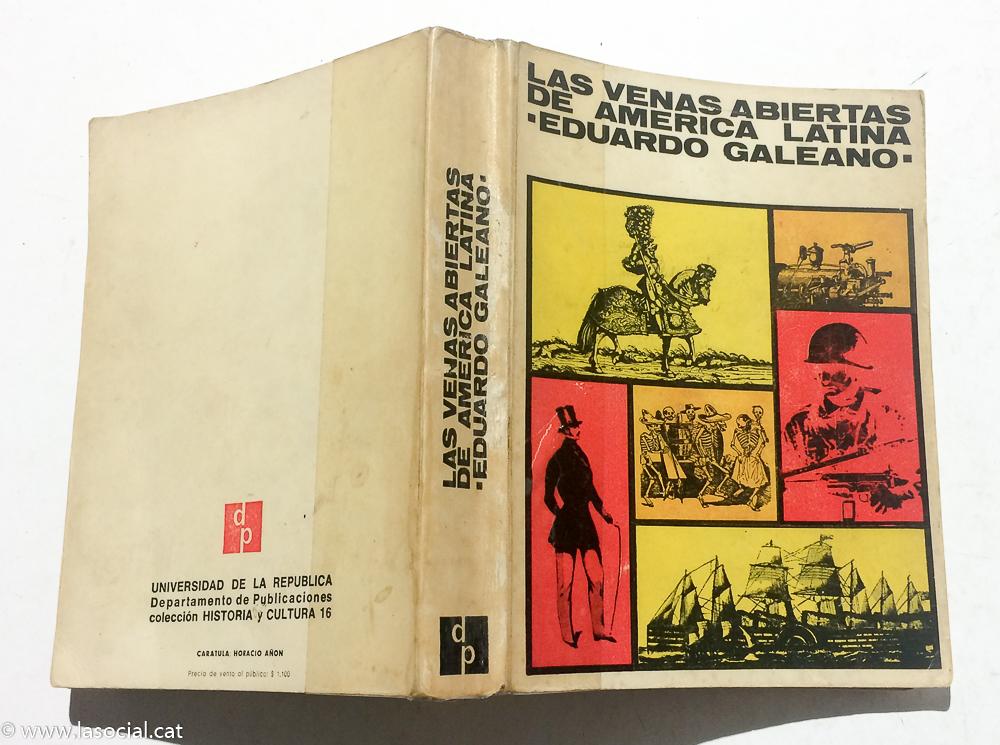 LAS VENAS ABIERTAS
DE AMERICA LATINA
·EDUARDO GALEANO·
LAS VENAS ABIERTAS
DE AMERICA LATINA
·EDUARDO GALEANO·
dp
dp
UNIVERSIDAD DE LA REPUBLICA
Departamento de Publicaciones
colección HISTORIA y CULTURA 16
CARATULA: HORACIO AÑON
Precio de venta al público: $ 1.100
© www.lasocial.cat